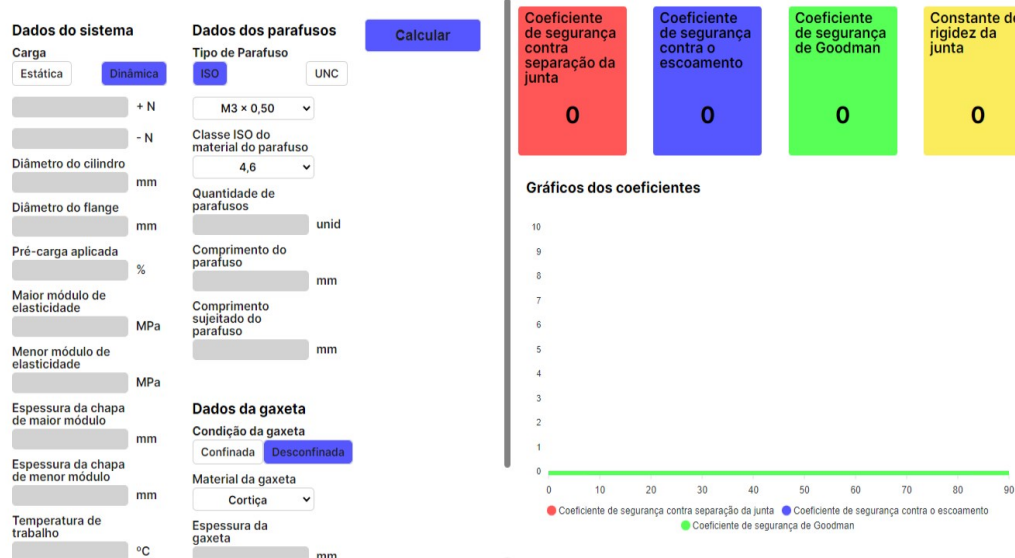 Dados do sistema
Carga
Estática
Dinâmica
+ N
- N
Diâmetro do cilindro
mm
Diâmetro do flange
mm
Pré-carga aplicada
%
Maior módulo de
elasticidade
MPa
Menor módulo de
elasticidade
MPa
Espessura da chapa
de maior módulo
mm
Espessura da chapa
de menor módulo
mm
Temperatura de
trabalho
ºC
Dados dos parafusos
Tipo de Parafuso
ISO
UNC
M3 × 0,50
Classe ISO do
material do parafuso
4,6
Quantidade de
parafusos
unid
Comprimento do
parafuso
mm
Comprimento
sujeitado do
parafuso
mm
Dados da gaxeta
Condição da gaxeta
Confinada
Desconfinada
Material da gaxeta
Cortiça
Espessura da
gaxeta
mm
Calcular
Coeficiente
de segurança
contra
separação da
junta
0
Coeficiente
de segurança
contra o
escoamento
0
Coeficiente
de segurança
de Goodman
0
Constante de
rigidez da
junta
0
Gráficos dos coeficientes
10
9
8
7
6
5
4
3
2
1
0
0 10 20 30 40 50 60 70 80 90
Coeficiente de segurança contra separação da junta
Coeficiente de segurança contra o escoamento
Coeficiente de segurança de Goodman